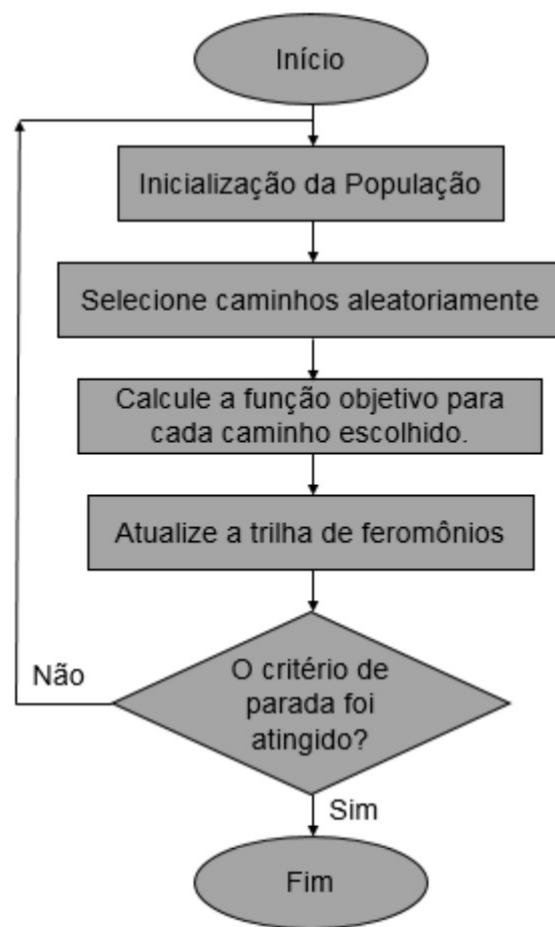 Início
Inicialização da População
Selecione caminhos aleatoriamente
Calcule a função objetivo para
cada caminho escolhido.
Atualize a trilha de feromônios
O critério de
parada foi
atingido?
Não
Sim
Fim